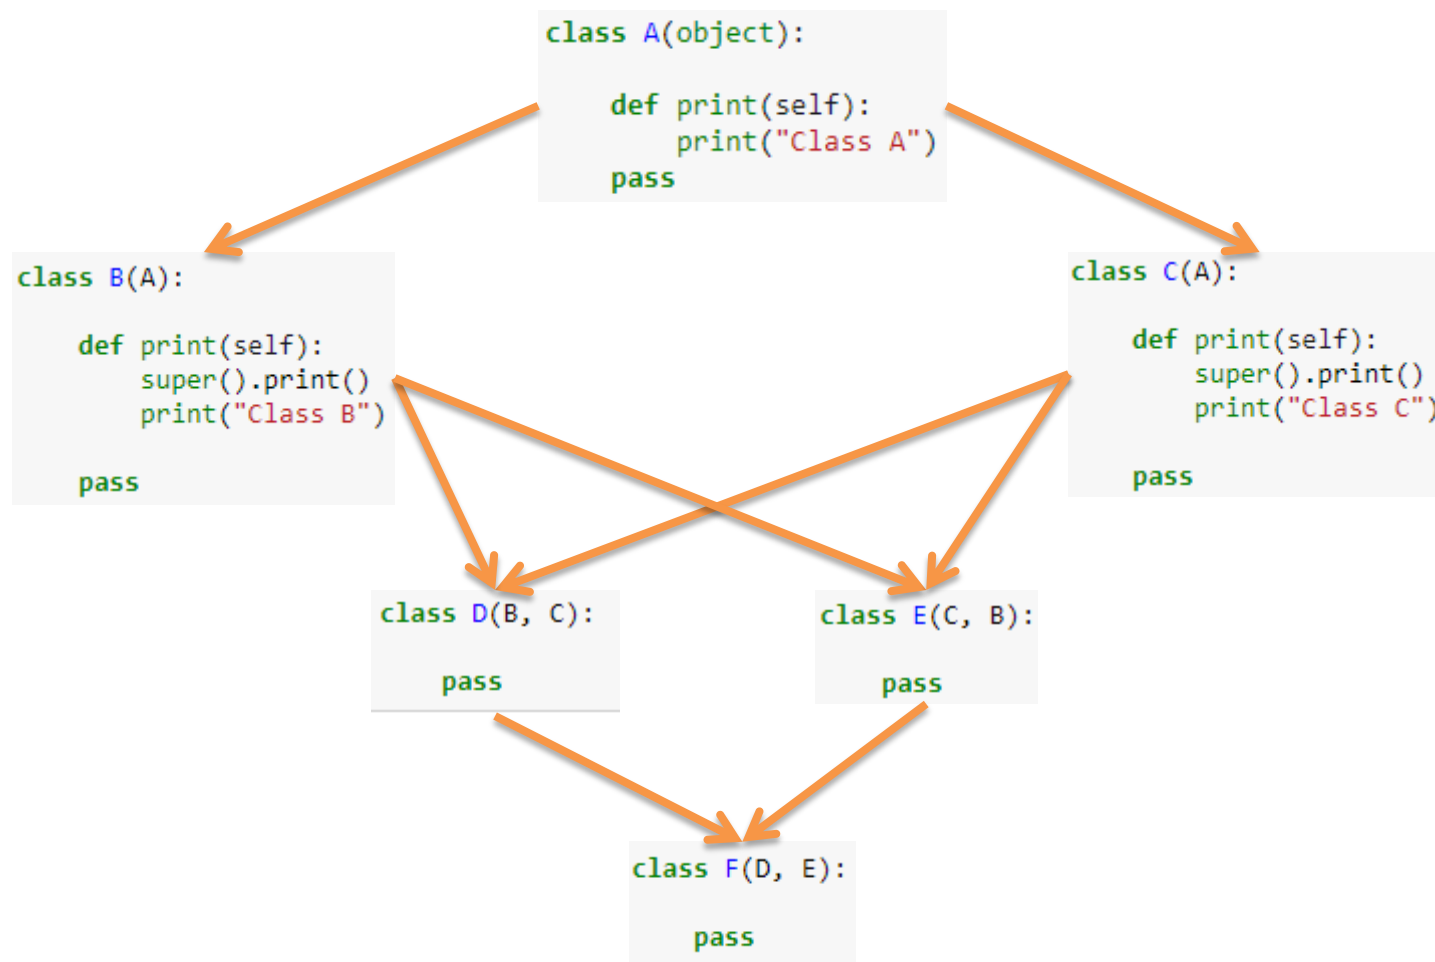 class A(object):
def print(self):
print("Class A")
pass
class B(A):
def print(self):
super().print()
print("Class B")
pass
class C(A):
def print(self):
super().print()
print("Class C")
pass
class D(B, C):
pass
class E(C, B):
pass
class F(D, E):
pass